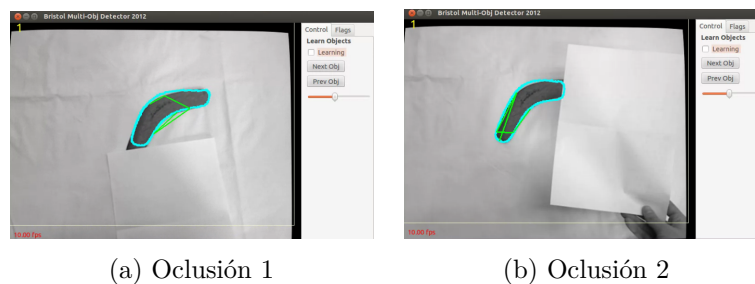 Bristol Multi-Obj Detector 2012
1
Control Flags
Learn Objects
Learning
Next Obj
Prev Obj
10.00 fps
Bristol Multi-Obj Detector 2012
1
Control Flags
Learn Objects
Learning
Next Obj
Prev Obj
10.00 fps
(a) Oclusión 1
(b) Oclusión 2